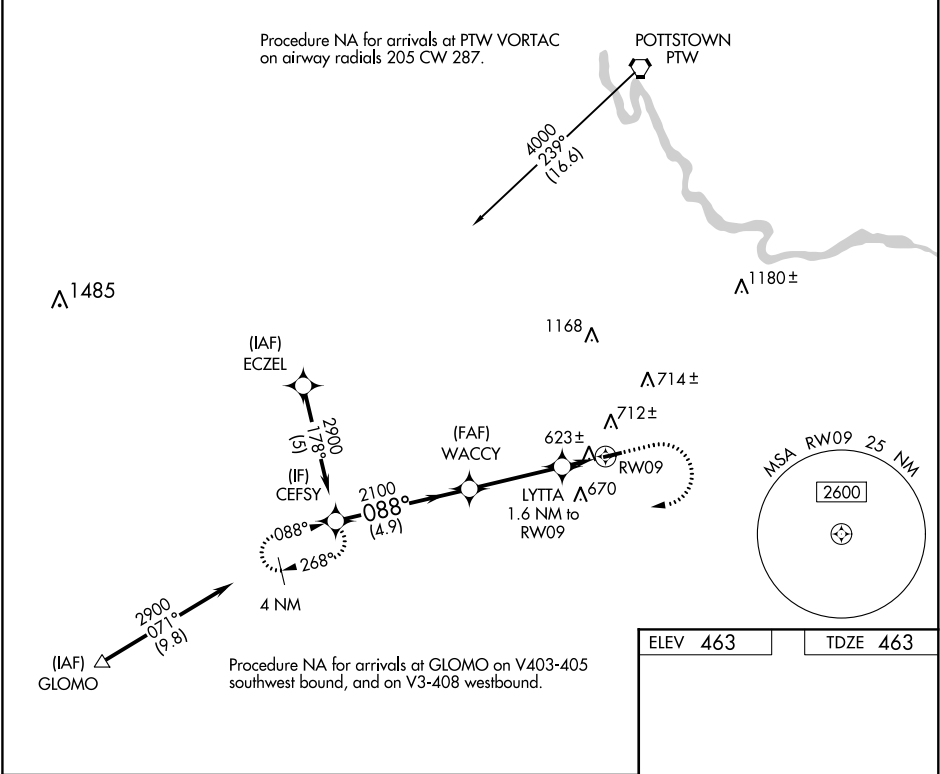 Procedure NA for arrivals at PTW VORTAC
on airway radials 205 CW 287.
POTTSTOWN
PTW
4000
239°
(16.6)
1485
1180±
1168
(IAF)
ECZEL
714±
712±
2900
178°
(5)
(FAF)
WACCY
623±
RW09
(IF)
CEFSY
2100
088°
(4.9)
LYTTA
1.6 NM to
RW09
670
088°
268°
4 NM
MSA RW09 25 NM
2600
2900
071°
(9.8)
(IAF)
GLOMO
Procedure NA for arrivals at GLOMO on V403-405
southwest bound, and on V3-408 westbound.
ELEV 463
TDZE 463